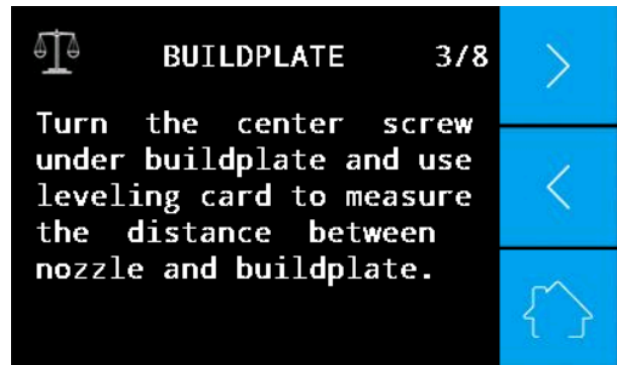 BUILDPLATE 3/8
Turn the center screw
under buildplate and use
leveling card to measure
the distance between
nozzle and buildplate.